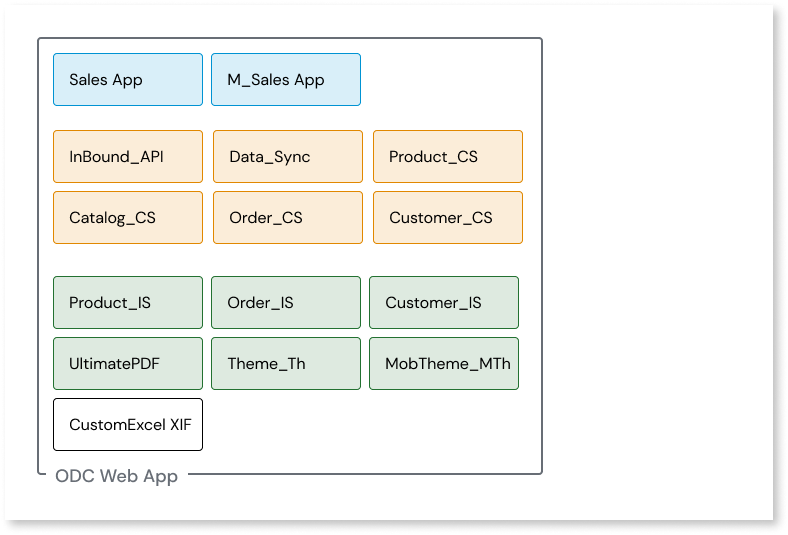 Sales App
M_Sales App
InBound_API
Data_Sync
Product_CS
Catalog_CS
Order_CS
Customer_CS
Product_IS
Order_IS
Customer_IS
UltimatePDF
Theme_Th
MobTheme_MTh
CustomExcel XIF
ODC Web App